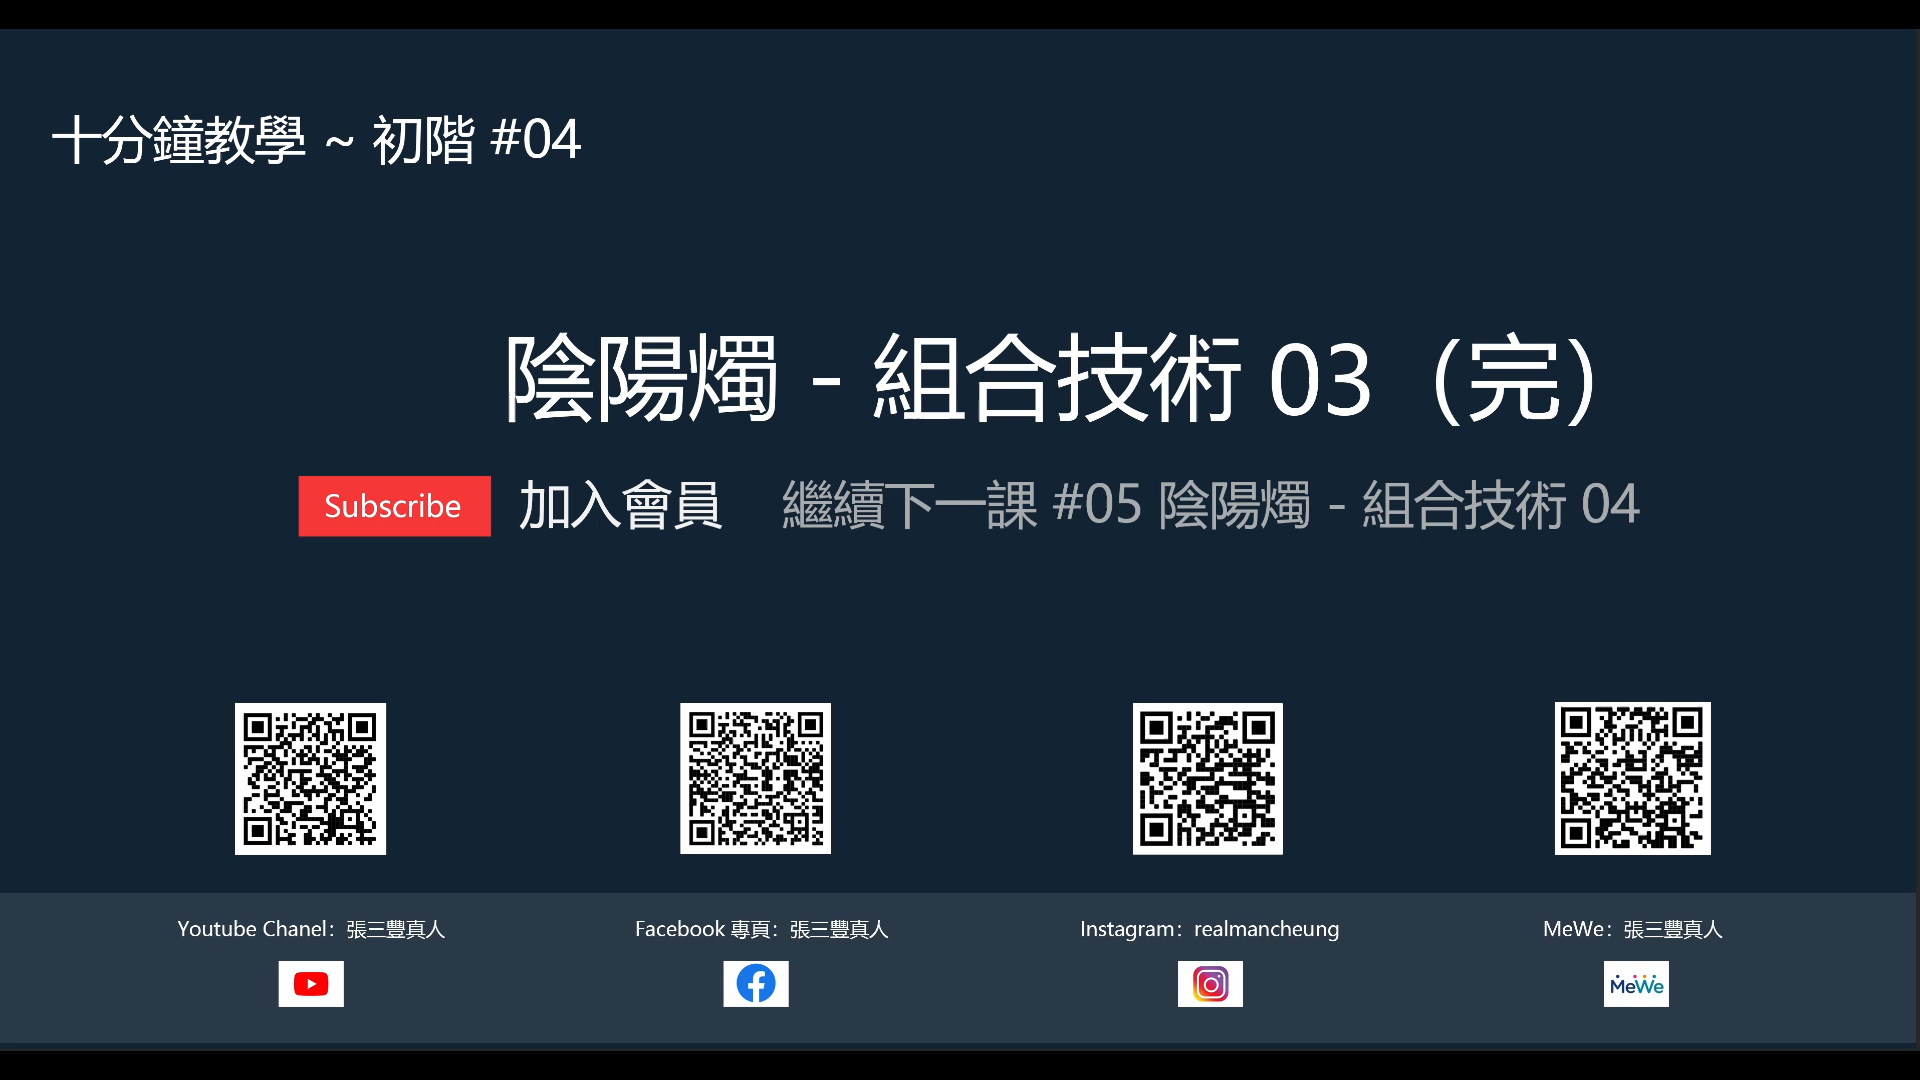 十分鐘教學 ~ 初階 #04
陰陽燭 - 組合技術 03（完）
Subscribe 加入會員 繼續下一課 #05 陰陽燭 - 組合技術 04
Youtube Chanel：張三豐真人
Facebook 專頁：張三豐真人
Instagram：realmancheung
MeWe：張三豐真人
MeWe